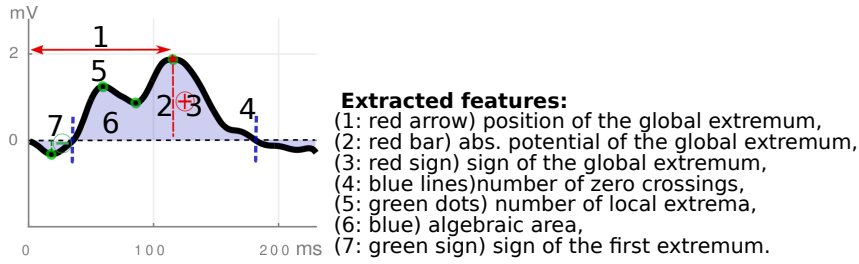 mV
1
2
5
2
3
4
7
6
0
0
100
200 ms
Extracted features:
(1: red arrow) position of the global extremum,
(2: red bar) abs. potential of the global extremum,
(3: red sign) sign of the global extremum,
(4: blue lines)number of zero crossings,
(5: green dots) number of local extrema,
(6: blue) algebraic area,
(7: green sign) sign of the first extremum.